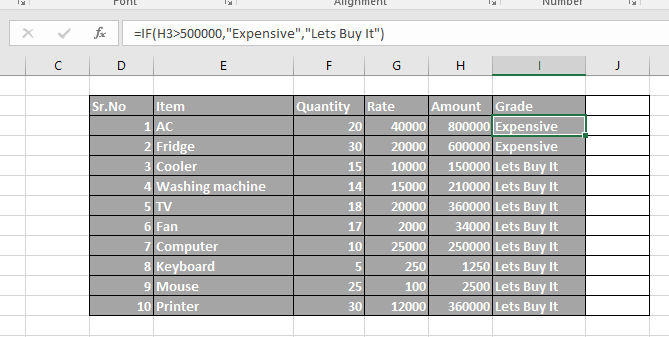 Font Alignment Number
fx =IF(H3>500000,"Expensive","Lets Buy It")
C D E F G H I J
Sr.No Item Quantity Rate Amount Grade
1 AC 20 40000 800000 Expensive
2 Fridge 30 20000 600000 Expensive
3 Cooler 15 10000 150000 Lets Buy It
4 Washing machine 14 15000 210000 Lets Buy It
5 TV 18 20000 360000 Lets Buy It
6 Fan 17 2000 34000 Lets Buy It
7 Computer 10 25000 250000 Lets Buy It
8 Keyboard 5 250 1250 Lets Buy It
9 Mouse 25 100 2500 Lets Buy It
10 Printer 30 12000 360000 Lets Buy It